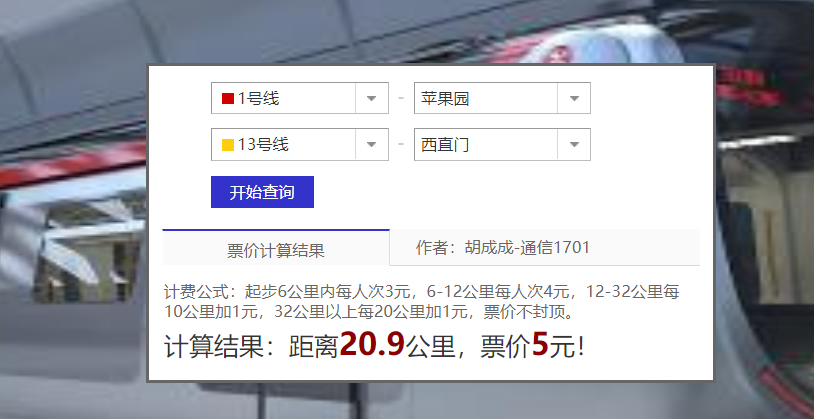 1号线 - 苹果园
13号线 - 西直门
开始查询
票价计算结果 作者：胡成成-通信1701
计费公式：起步6公里内每人次3元，6-12公里每人次4元，12-32公里每
10公里加1元，32公里以上每20公里加1元，票价不封顶。
计算结果：距离20.9公里，票价5元！